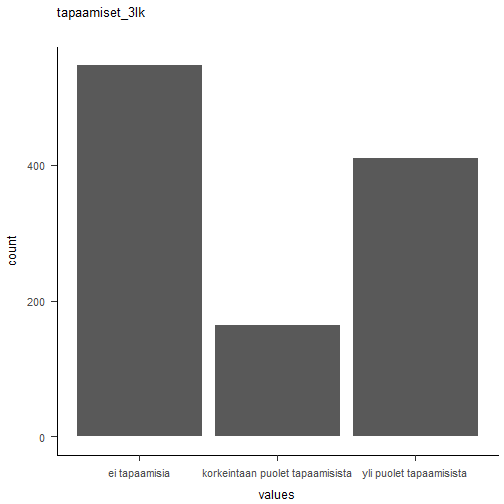 tapaamiset_3lk
count
400
200
0
ei tapaamisia
korkeintaan puolet tapaamisista
yli puolet tapaamisista
values